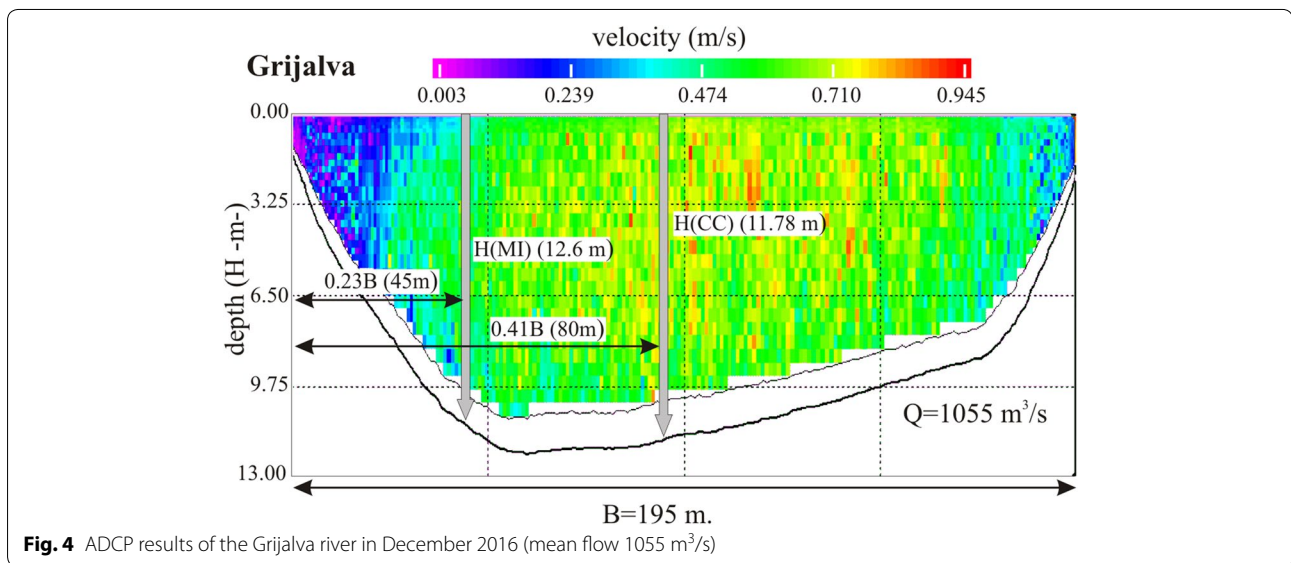 velocity (m/s)
Grijalva
0.003 0.239 0.474 0.710 0.945
0.00
3.25
6.50
9.75
13.00
depth (H -m-)
H(MI) (12.6 m)
H(CC) (11.78 m)
0.23B (45m)
0.41B (80m)
Q=1055 m³/s
B=195 m.
Fig. 4 ADCP results of the Grijalva river in December 2016 (mean flow 1055 m³/s)